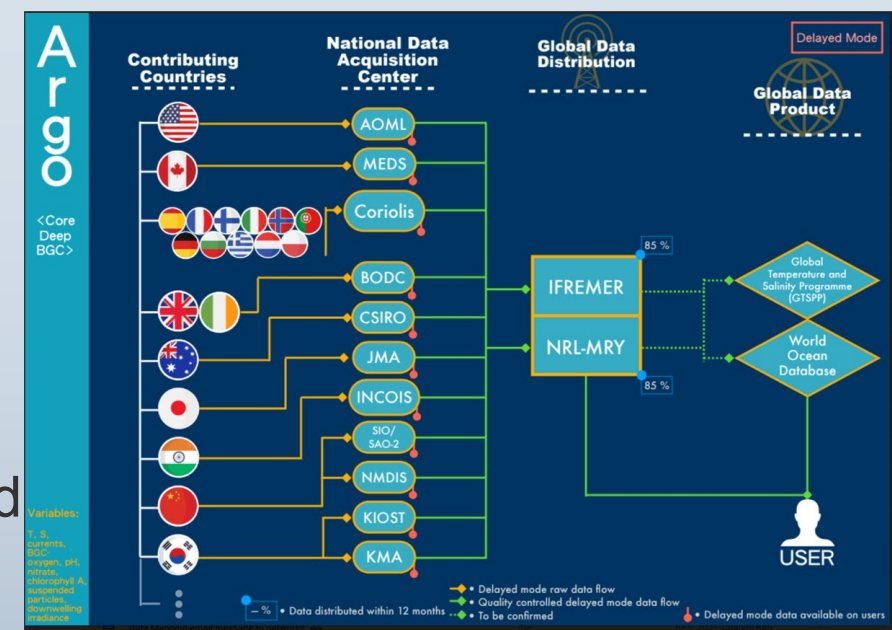 Argo
<Core
Deep
BGC>
Variables:
T, S,
currents,
BGC-
oxygen, pH,
nitrate,
chlorophyll A,
suspended
particles,
downwelling
irradiance
Contributing
Countries
National Data
Acquisition
Center
Global Data
Distribution
Delayed Mode
Global Data
Product
AOML
MEDS
Coriolis
BODC
CSIRO
JMA
INCOIS
SIO/
SAO-2
NMDIS
KIOST
KMA
85 %
IFREMER
NRL-MRY
85 %
Global
Temperature and
Salinity Programme
(GTSPP)
World
Ocean
Database
USER
– % • Data distributed within 12 months
• Delayed mode raw data flow
• Quality controlled delayed mode data flow
• To be confirmed
• Delayed mode data available on users